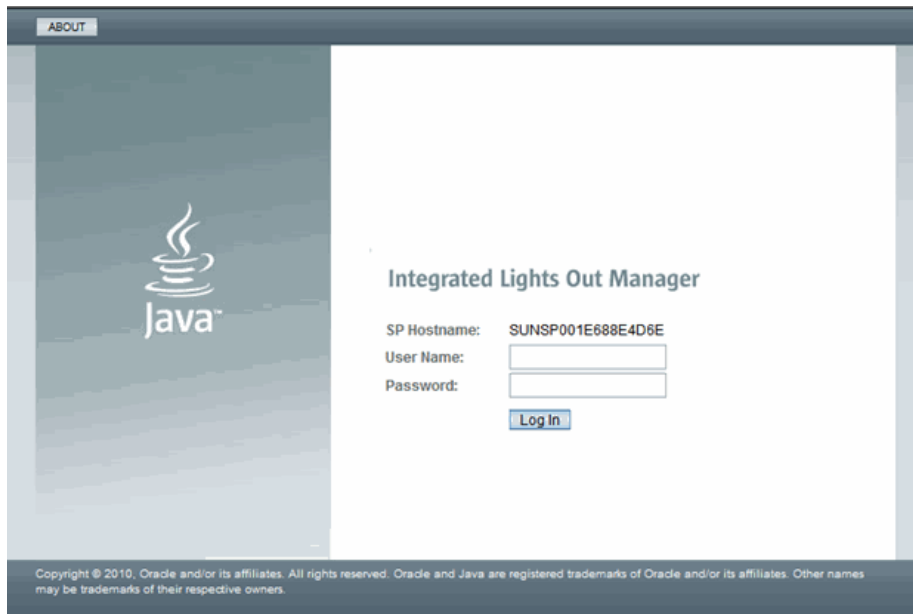 ABOUT
Java™
Integrated Lights Out Manager
SP Hostname: SUNSP001E688E4D6E
User Name:
Password:
Log In
Copyright © 2010, Oracle and/or its affiliates. All rights reserved. Oracle and Java are registered trademarks of Oracle and/or its affiliates. Other names
may be trademarks of their respective owners.